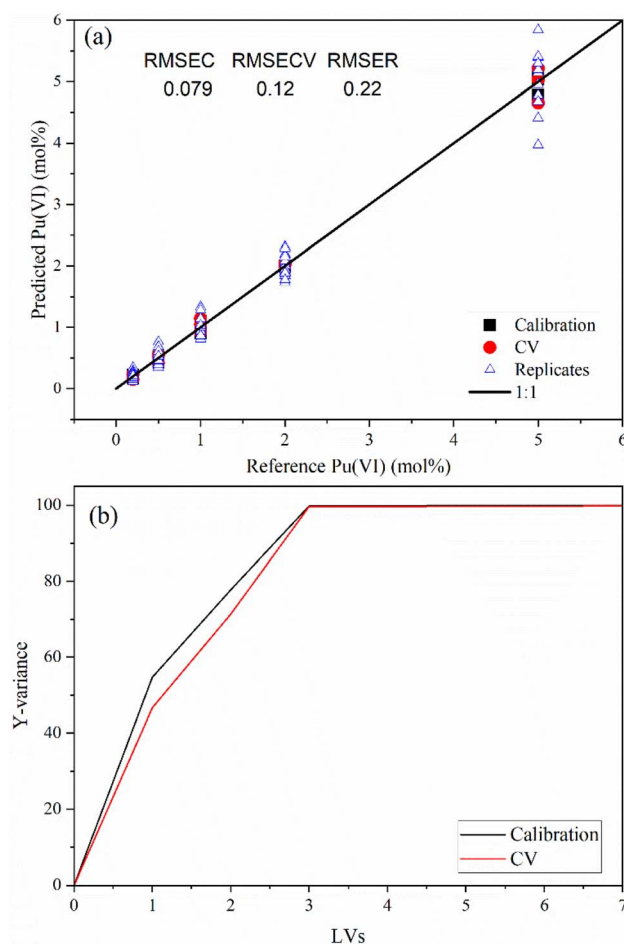 (a)
RMSEC RMSECV RMSER
0.079 0.12 0.22
6
5
4
3
2
1
0
Predicted Pu(VI) (mol%)
Calibration
CV
Replicates
1:1
0 1 2 3 4 5 6
Reference Pu(VI) (mol%)
(b)
100
80
60
40
20
0
Y-variance
Calibration
CV
0 1 2 3 4 5 6 7
LVs